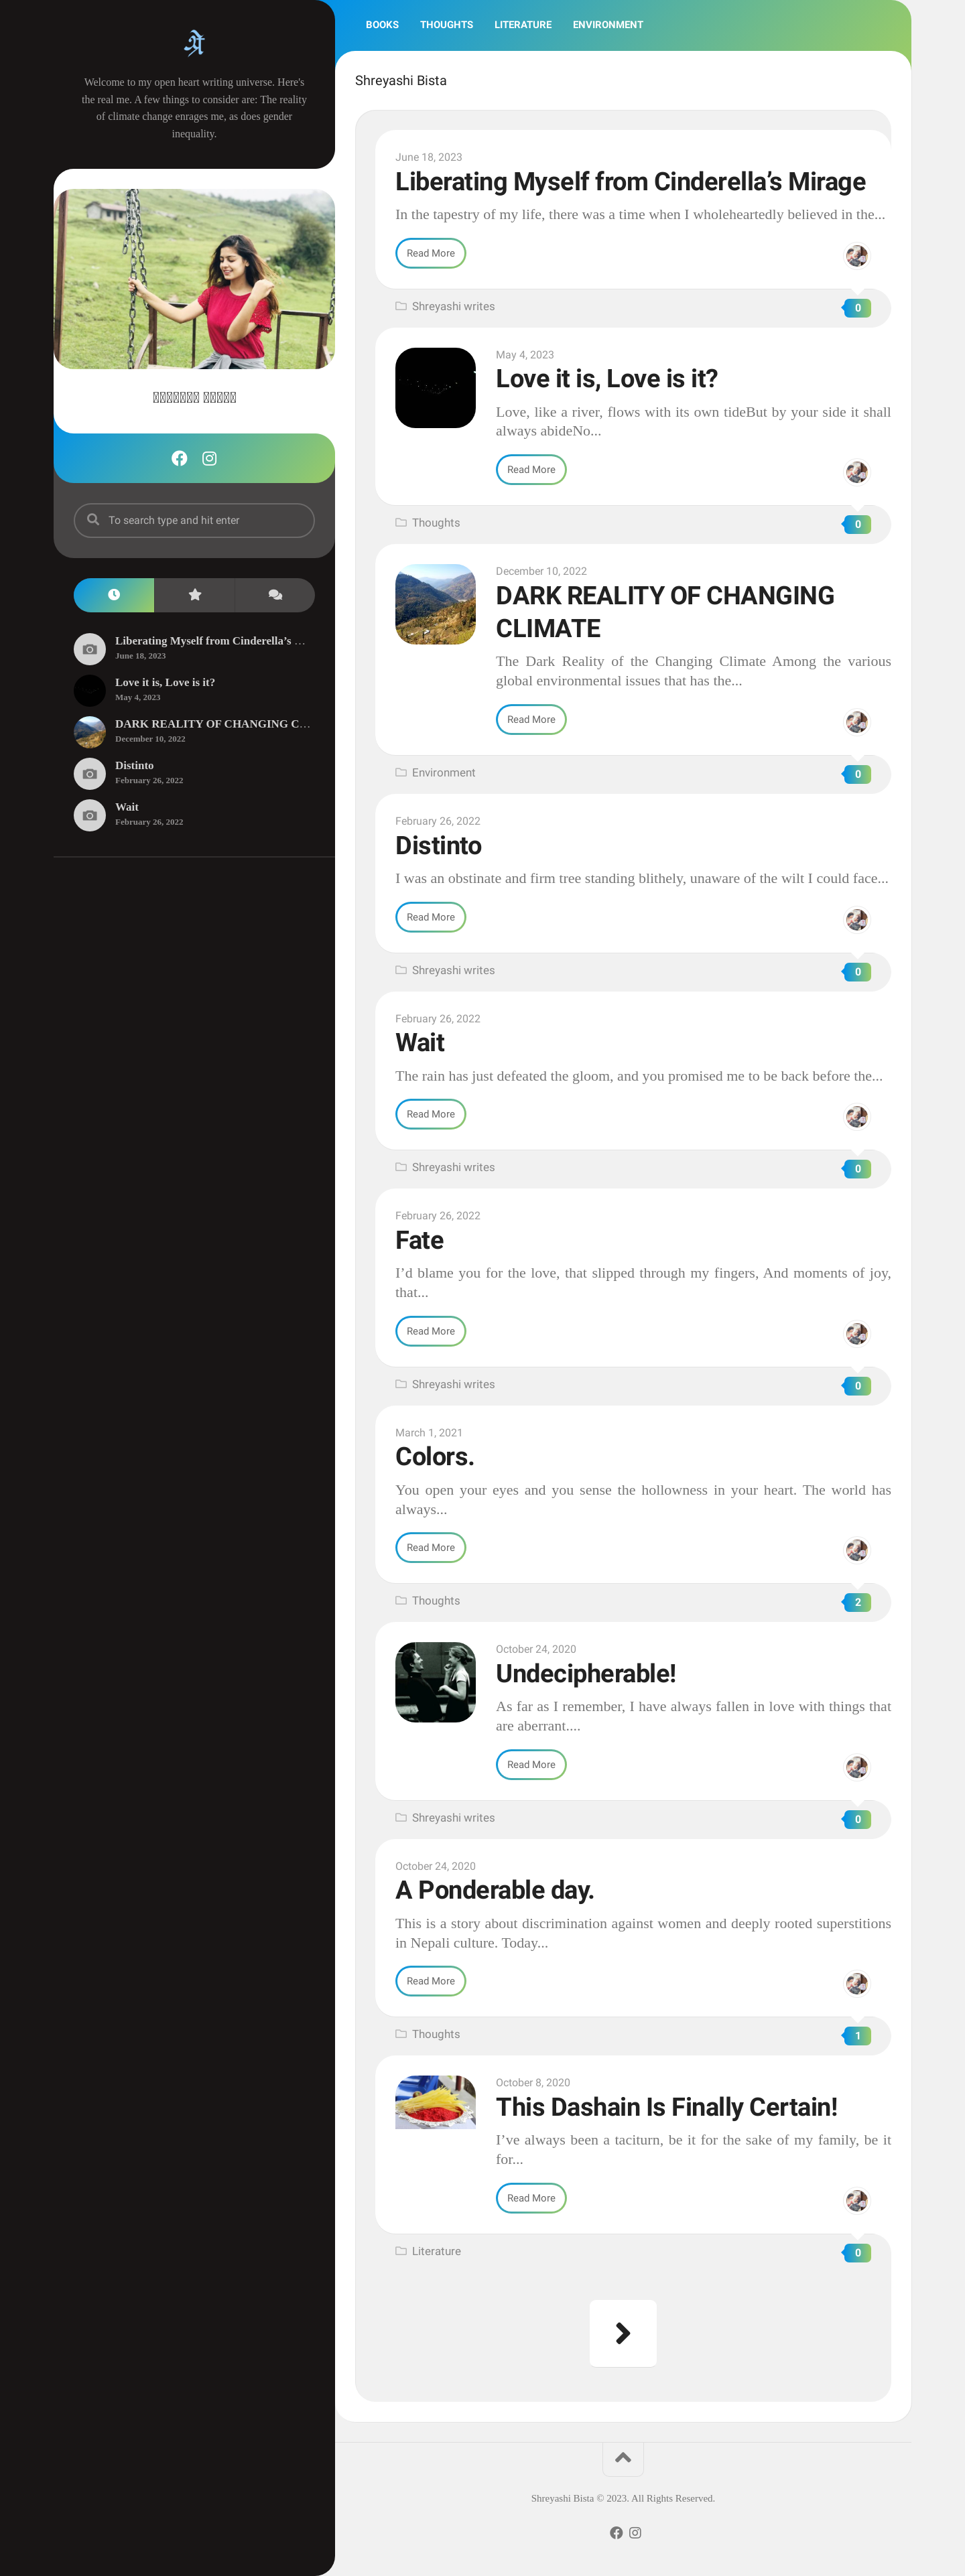 Welcome to my open heart writing universe. Here's
the real me. A few things to consider are: The reality
of climate change enrages me, as does gender
inequality.
To search type and hit enter
Liberating Myself from Cinderella’s …
June 18, 2023
Love it is, Love is it?
May 4, 2023
DARK REALITY OF CHANGING C…
December 10, 2022
Distinto
February 26, 2022
Wait
February 26, 2022
BOOKS THOUGHTS LITERATURE ENVIRONMENT
Shreyashi Bista
June 18, 2023
Liberating Myself from Cinderella’s Mirage
In the tapestry of my life, there was a time when I wholeheartedly believed in the...
Read More
Shreyashi writes 0
May 4, 2023
Love it is, Love is it?
Love, like a river, flows with its own tideBut by your side it shall
always abideNo...
Read More
Thoughts 0
December 10, 2022
DARK REALITY OF CHANGING
CLIMATE
The Dark Reality of the Changing Climate Among the various
global environmental issues that has the...
Read More
Environment 0
February 26, 2022
Distinto
I was an obstinate and firm tree standing blithely, unaware of the wilt I could face...
Read More
Shreyashi writes 0
February 26, 2022
Wait
The rain has just defeated the gloom, and you promised me to be back before the...
Read More
Shreyashi writes 0
February 26, 2022
Fate
I’d blame you for the love, that slipped through my fingers, And moments of joy,
that...
Read More
Shreyashi writes 0
March 1, 2021
Colors.
You open your eyes and you sense the hollowness in your heart. The world has
always...
Read More
Thoughts 2
October 24, 2020
Undecipherable!
As far as I remember, I have always fallen in love with things that
are aberrant....
Read More
Shreyashi writes 0
October 24, 2020
A Ponderable day.
This is a story about discrimination against women and deeply rooted superstitions
in Nepali culture. Today...
Read More
Thoughts 1
October 8, 2020
This Dashain Is Finally Certain!
I’ve always been a taciturn, be it for the sake of my family, be it
for...
Read More
Literature 0
Shreyashi Bista © 2023. All Rights Reserved.